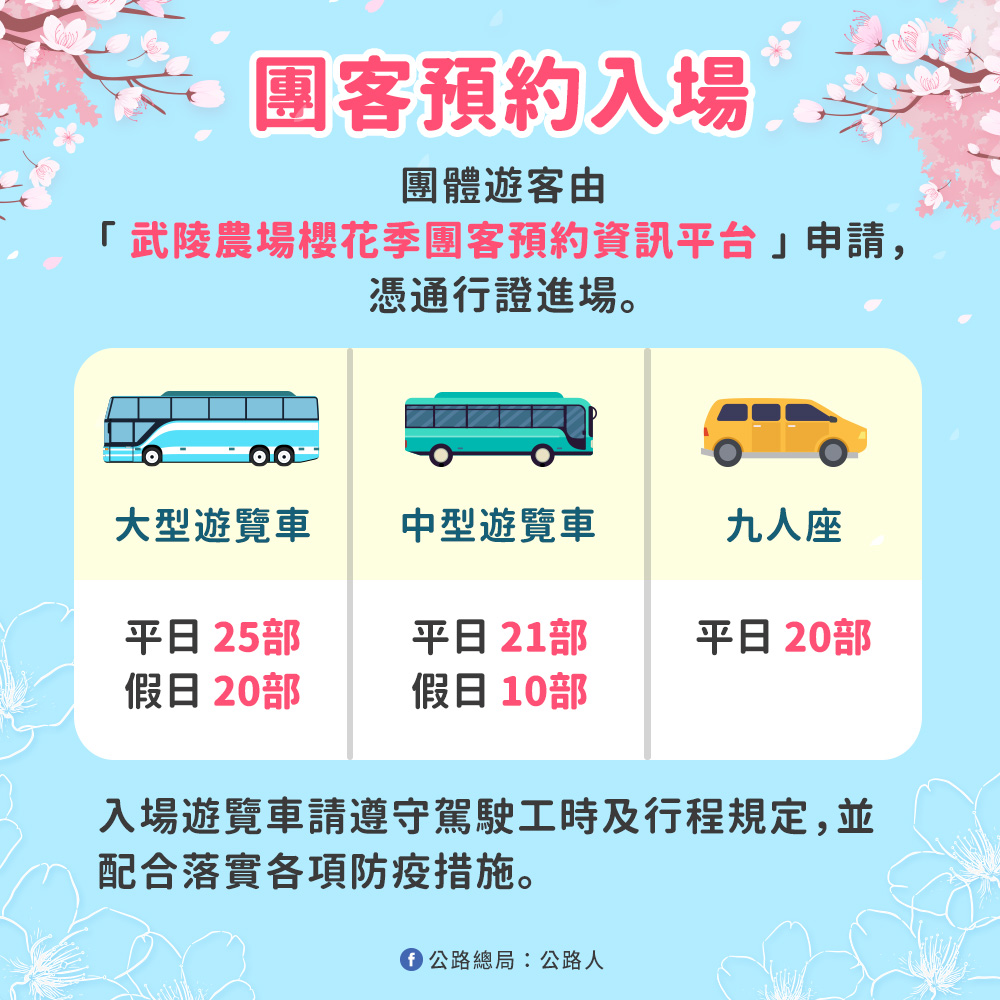 團客預約入場
團體遊客由
「武陵農場櫻花季團客預約資訊平台」申請，
憑通行證進場。
大型遊覽車
中型遊覽車
九人座
平日 25部
假日 20部
平日 21部
假日 10部
平日 20部
入場遊覽車請遵守駕駛工時及行程規定，並
配合落實各項防疫措施。
f 公路總局：公路人